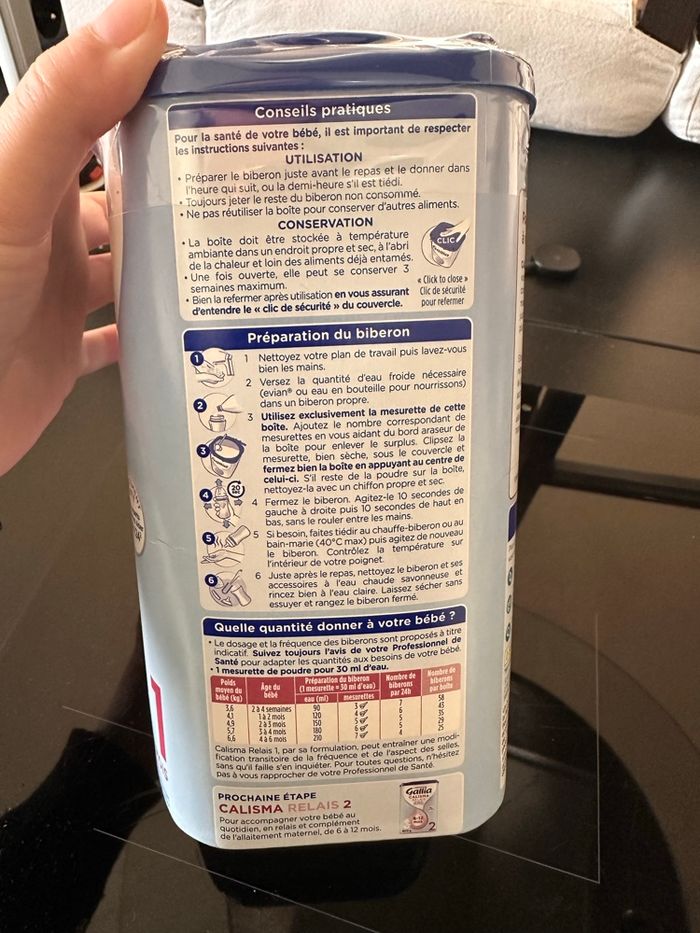 Conseils pratiques
Pour la santé de votre bébé, il est important de respecter
les instructions suivantes :
UTILISATION
• Préparer le biberon juste avant le repas et le donner dans
l'heure qui suit, ou la demi-heure s'il est tiédi.
• Toujours jeter le reste du biberon non consommé.
• Ne pas réutiliser la boîte pour conserver d'autres aliments.
CONSERVATION
• La boîte doit être stockée à température
ambiante dans un endroit propre et sec, à l'abri
de la chaleur et loin des aliments déjà entamés.
• Une fois ouverte, elle peut se conserver 3
semaines maximum.
• Bien la refermer après utilisation en vous assurant
d'entendre le « clic de sécurité » du couvercle.
CLIC
« Click to close »
Clic de sécurité
pour refermer
Préparation du biberon
1 Nettoyez votre plan de travail puis lavez-vous
bien les mains.
2 Versez la quantité d'eau froide nécessaire
(evian® ou eau en bouteille pour nourrissons)
dans un biberon propre.
3 Utilisez exclusivement la mesurette de cette
boîte. Ajoutez le nombre correspondant de
mesurettes en vous aidant du bord araseur de
la boîte pour enlever le surplus. Clipsez la
mesurette, bien sèche, sous le couvercle et
fermez bien la boîte en appuyant au centre de
celui-ci. S'il reste de la poudre sur la boîte,
nettoyez-la avec un chiffon propre et sec.
4 Fermez le biberon. Agitez-le 10 secondes de
gauche à droite puis 10 secondes de haut en
bas, sans le rouler entre les mains.
5 Si besoin, faites tiédir au chauffe-biberon ou au
bain-marie (40°C max) puis agitez de nouveau
le biberon. Contrôlez la température sur
l'intérieur de votre poignet.
6 Juste après le repas, nettoyez le biberon et ses
accessoires à l'eau chaude savonneuse et
rincez bien à l'eau claire. Laissez sécher sans
essuyer et rangez le biberon fermé.
1
2
3
4
5
6
Quelle quantité donner à votre bébé ?
• Le dosage et la fréquence des biberons sont proposés à titre
indicatif. Suivez toujours l'avis de votre Professionnel de
Santé pour adapter les quantités aux besoins de votre bébé.
• 1 mesurette de poudre pour 30 ml d'eau.
Poids moyen du bébé (kg) Âge du bébé Préparation du biberon (1 mesurette = 30 ml d'eau) Nombre de biberons par 24h Nombre de biberons par boîte
eau (ml) mesurettes
3,6 2 à 4 semaines 90 3 7 58
4,1 1 à 2 mois 120 4 6 43
4,9 2 à 3 mois 150 5 5 35
5,7 3 à 4 mois 180 6 5 29
6,6 4 à 6 mois 210 7 4 25
Calisma Relais 1, par sa formulation, peut entraîner une modi-
fication transitoire de la fréquence et de l'aspect des selles,
sans qu'il faille s'en inquiéter. Pour toutes questions, n'hésitez
pas à vous rapprocher de votre Professionnel de Santé.
PROCHAINE ÉTAPE
CALISMA RELAIS 2
Pour accompagner votre bébé au
quotidien, en relais et complément
de l'allaitement maternel, de 6 à 12 mois.
Gallia
CALISMA
2
1